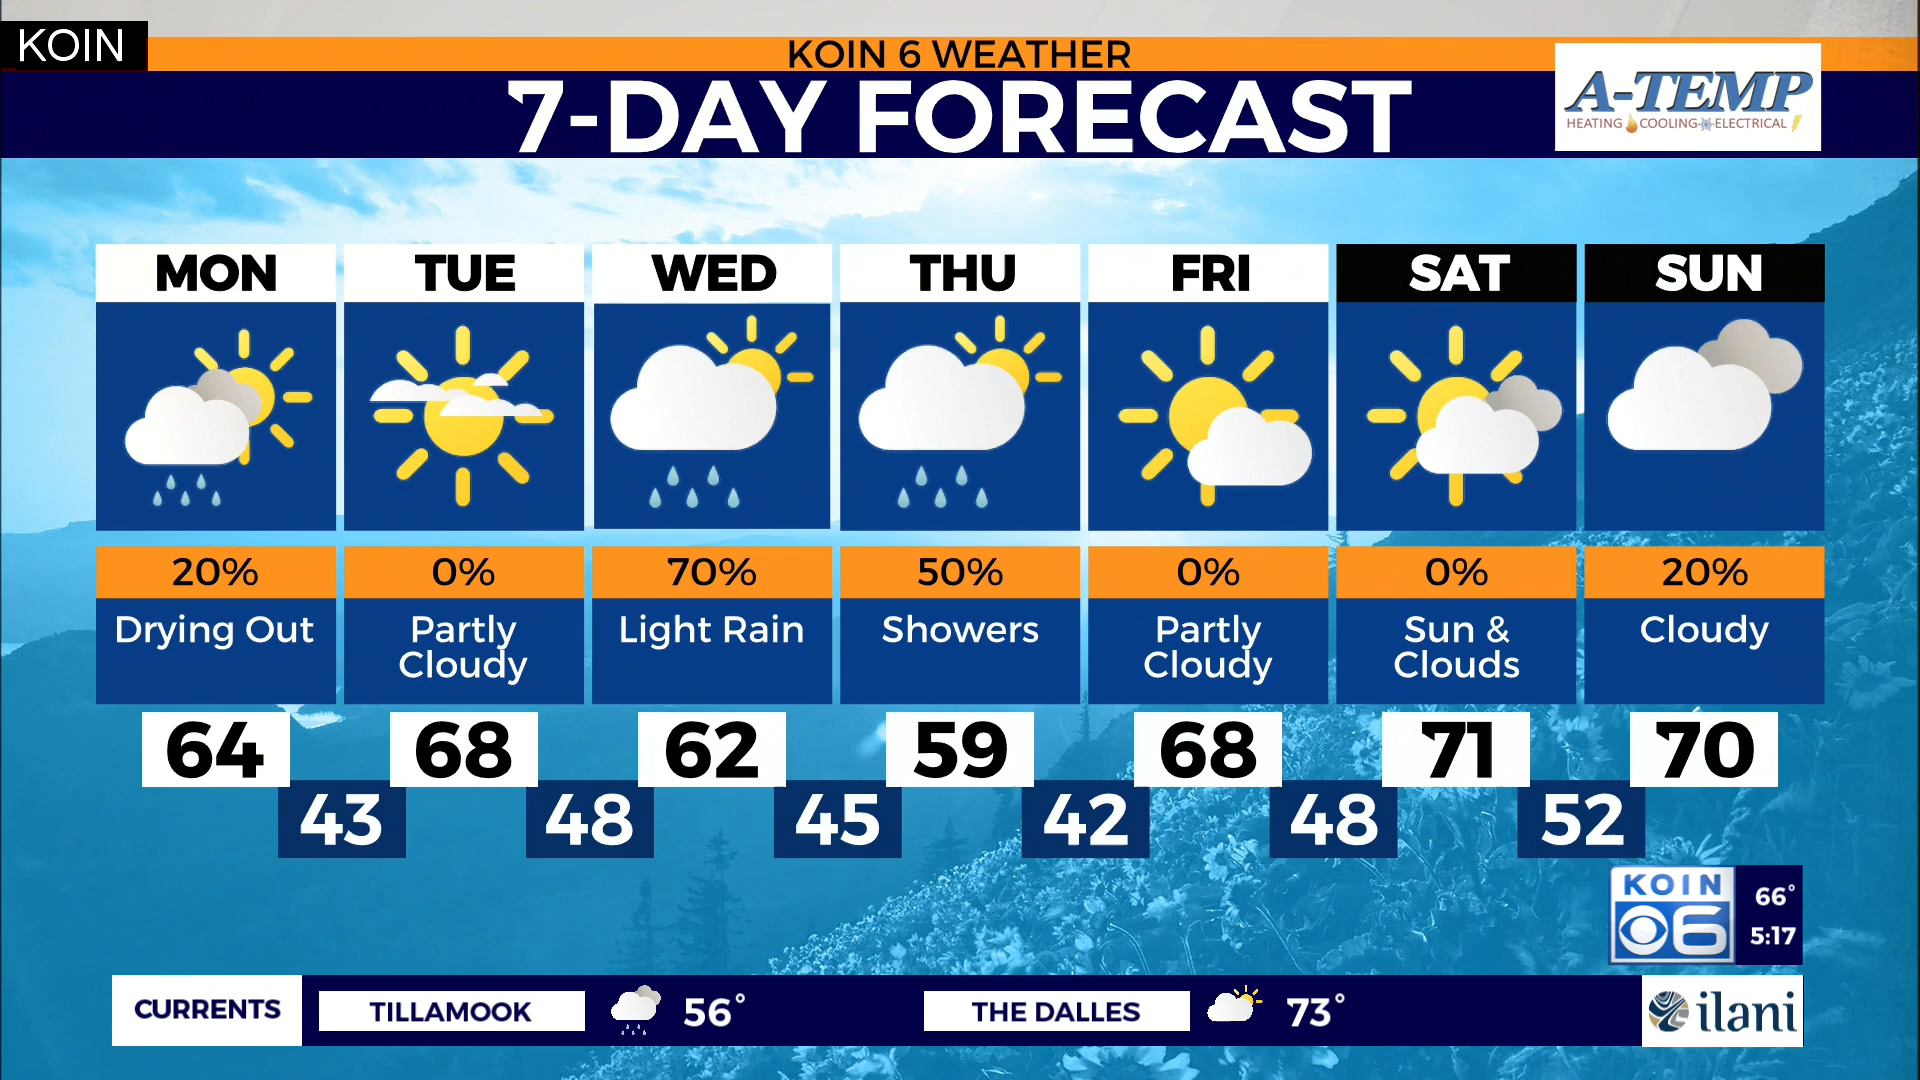 KOIN
KOIN 6 WEATHER
7-DAY FORECAST
A-TEMP
HEATING COOLING ELECTRICAL
MON TUE WED THU FRI SAT SUN
20% 0% 70% 50% 0% 0% 20%
Drying Out Partly Cloudy Light Rain Showers Partly Cloudy Sun & Clouds Cloudy
64 68 62 59 68 71 70
43 48 45 42 48 52
KOIN 6
66°
5:17
CURRENTS TILLAMOOK 56° THE DALLES 73° ilani